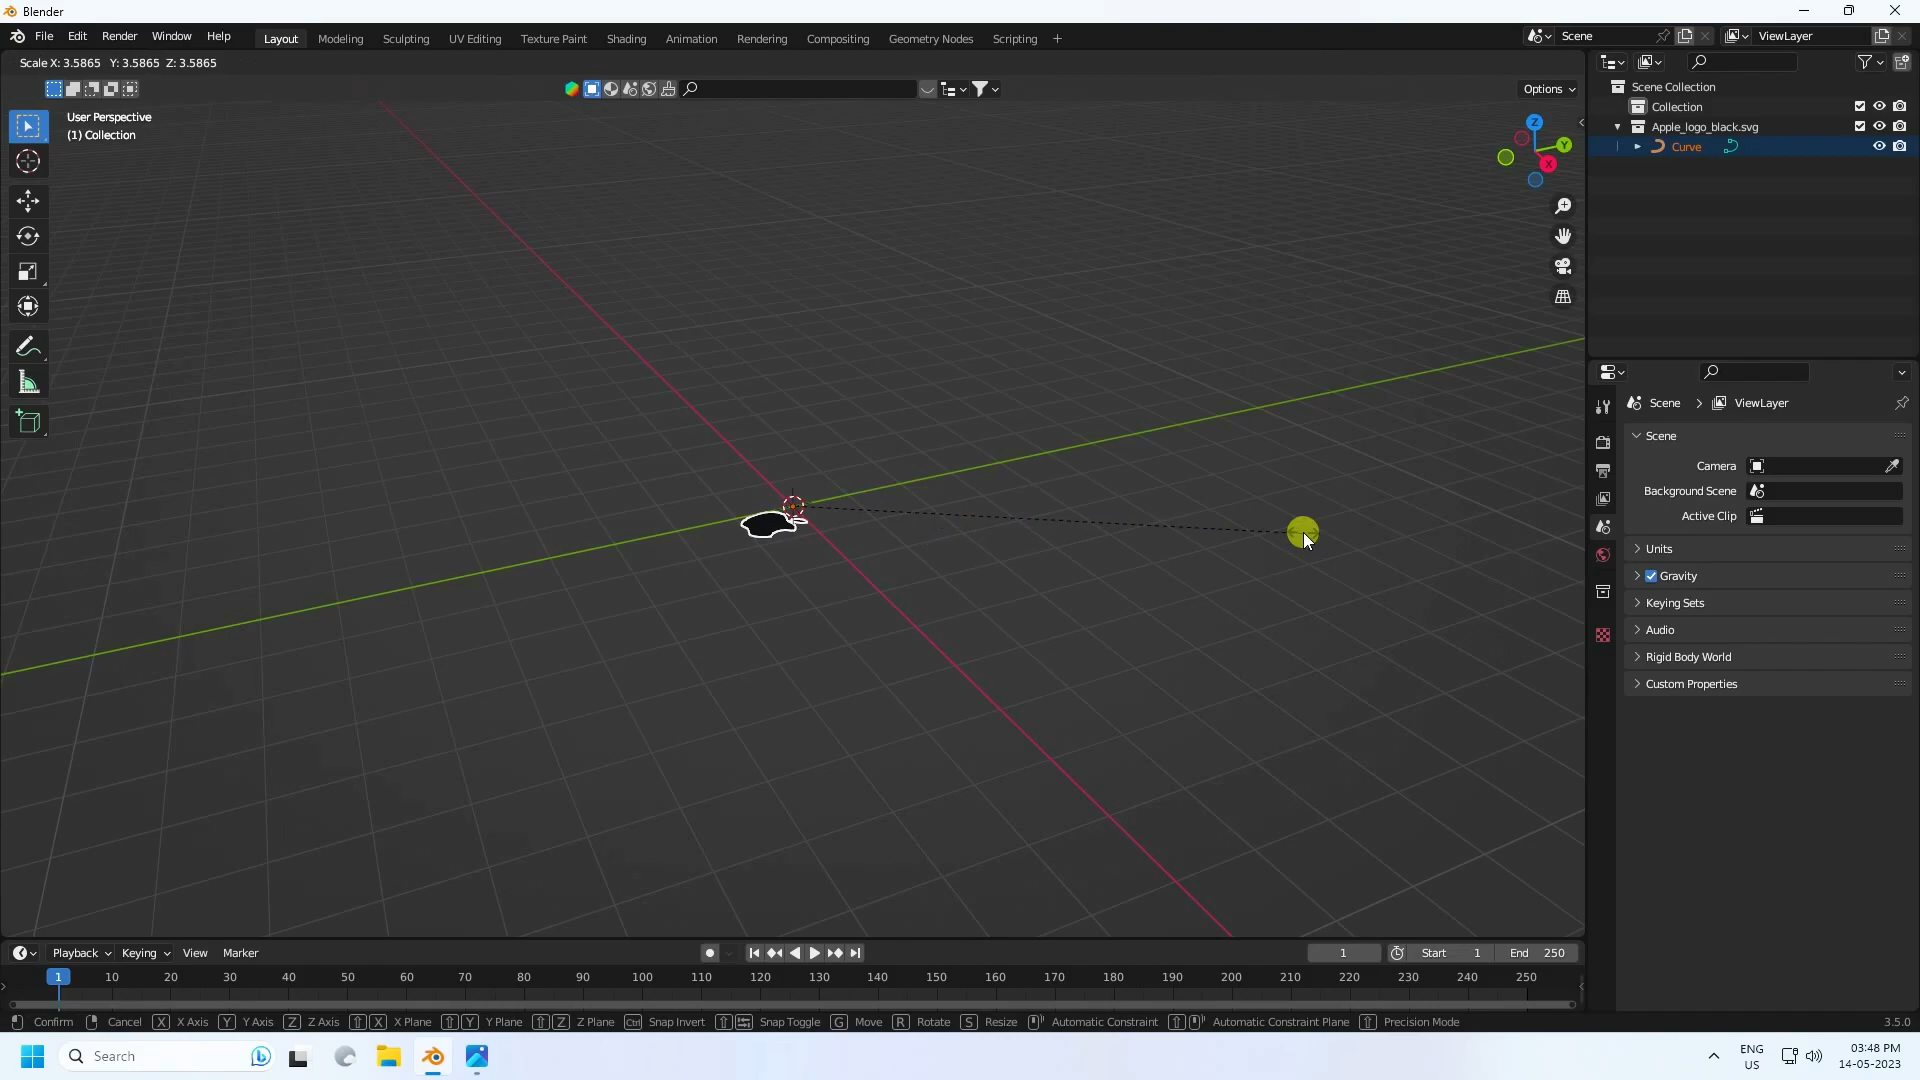 Blender
File Edit Render Window Help Layout Modeling Sculpting UV Editing Texture Paint Shading Animation Rendering Compositing Geometry Nodes Scripting + Scene ViewLayer
Scale X: 3.5865 Y: 3.5865 Z: 3.5865
Options
User Perspective
(1) Collection
Z
Y
X
Scene Collection
Collection
Apple_logo_black.svg
Curve
Scene > ViewLayer
Scene
Camera
Background Scene
Active Clip
Units
Gravity
Keying Sets
Audio
Rigid Body World
Custom Properties
Playback Keying View Marker 1 Start 1 End 250
1 10 20 30 40 50 60 70 80 90 100 110 120 130 140 150 160 170 180 190 200 210 220 230 240 250
Confirm Cancel X X Axis Y Y Axis Z Z Axis X X Plane Y Y Plane Z Z Plane Ctrl Snap Invert Snap Toggle G Move R Rotate S Resize Automatic Constraint Automatic Constraint Plane Precision Mode 3.5.0
Search
ENG
US
03:48 PM
14-05-2023